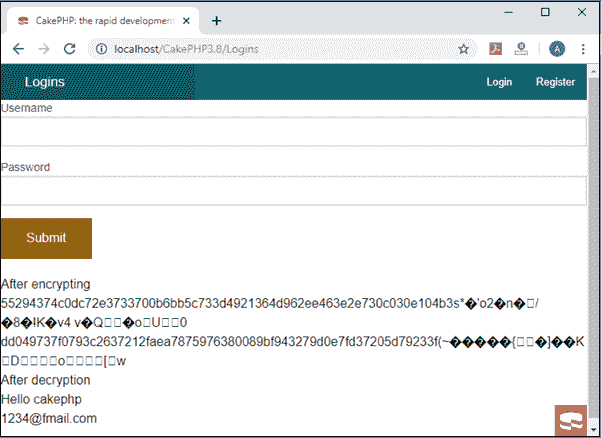 CakePHP: the rapid development
localhost/CakePHP3.8/Logins
A
Logins
Login
Register
Username
Password
Submit
After encrypting
55294374c0dc72e3733700b6bb5c733d4921364d962ee463e2e730c030e104b3s*�'o2�n�□/
�8�IK�v4 v�Q□□�o□U□□0
dd049737f0793c2637212faea7875976380089bf943279d0e7fd37205d79233f(~�����{□□�]��K
□D□□□□o□□□□[□w
After decryption
Hello cakephp
1234@fmail.com